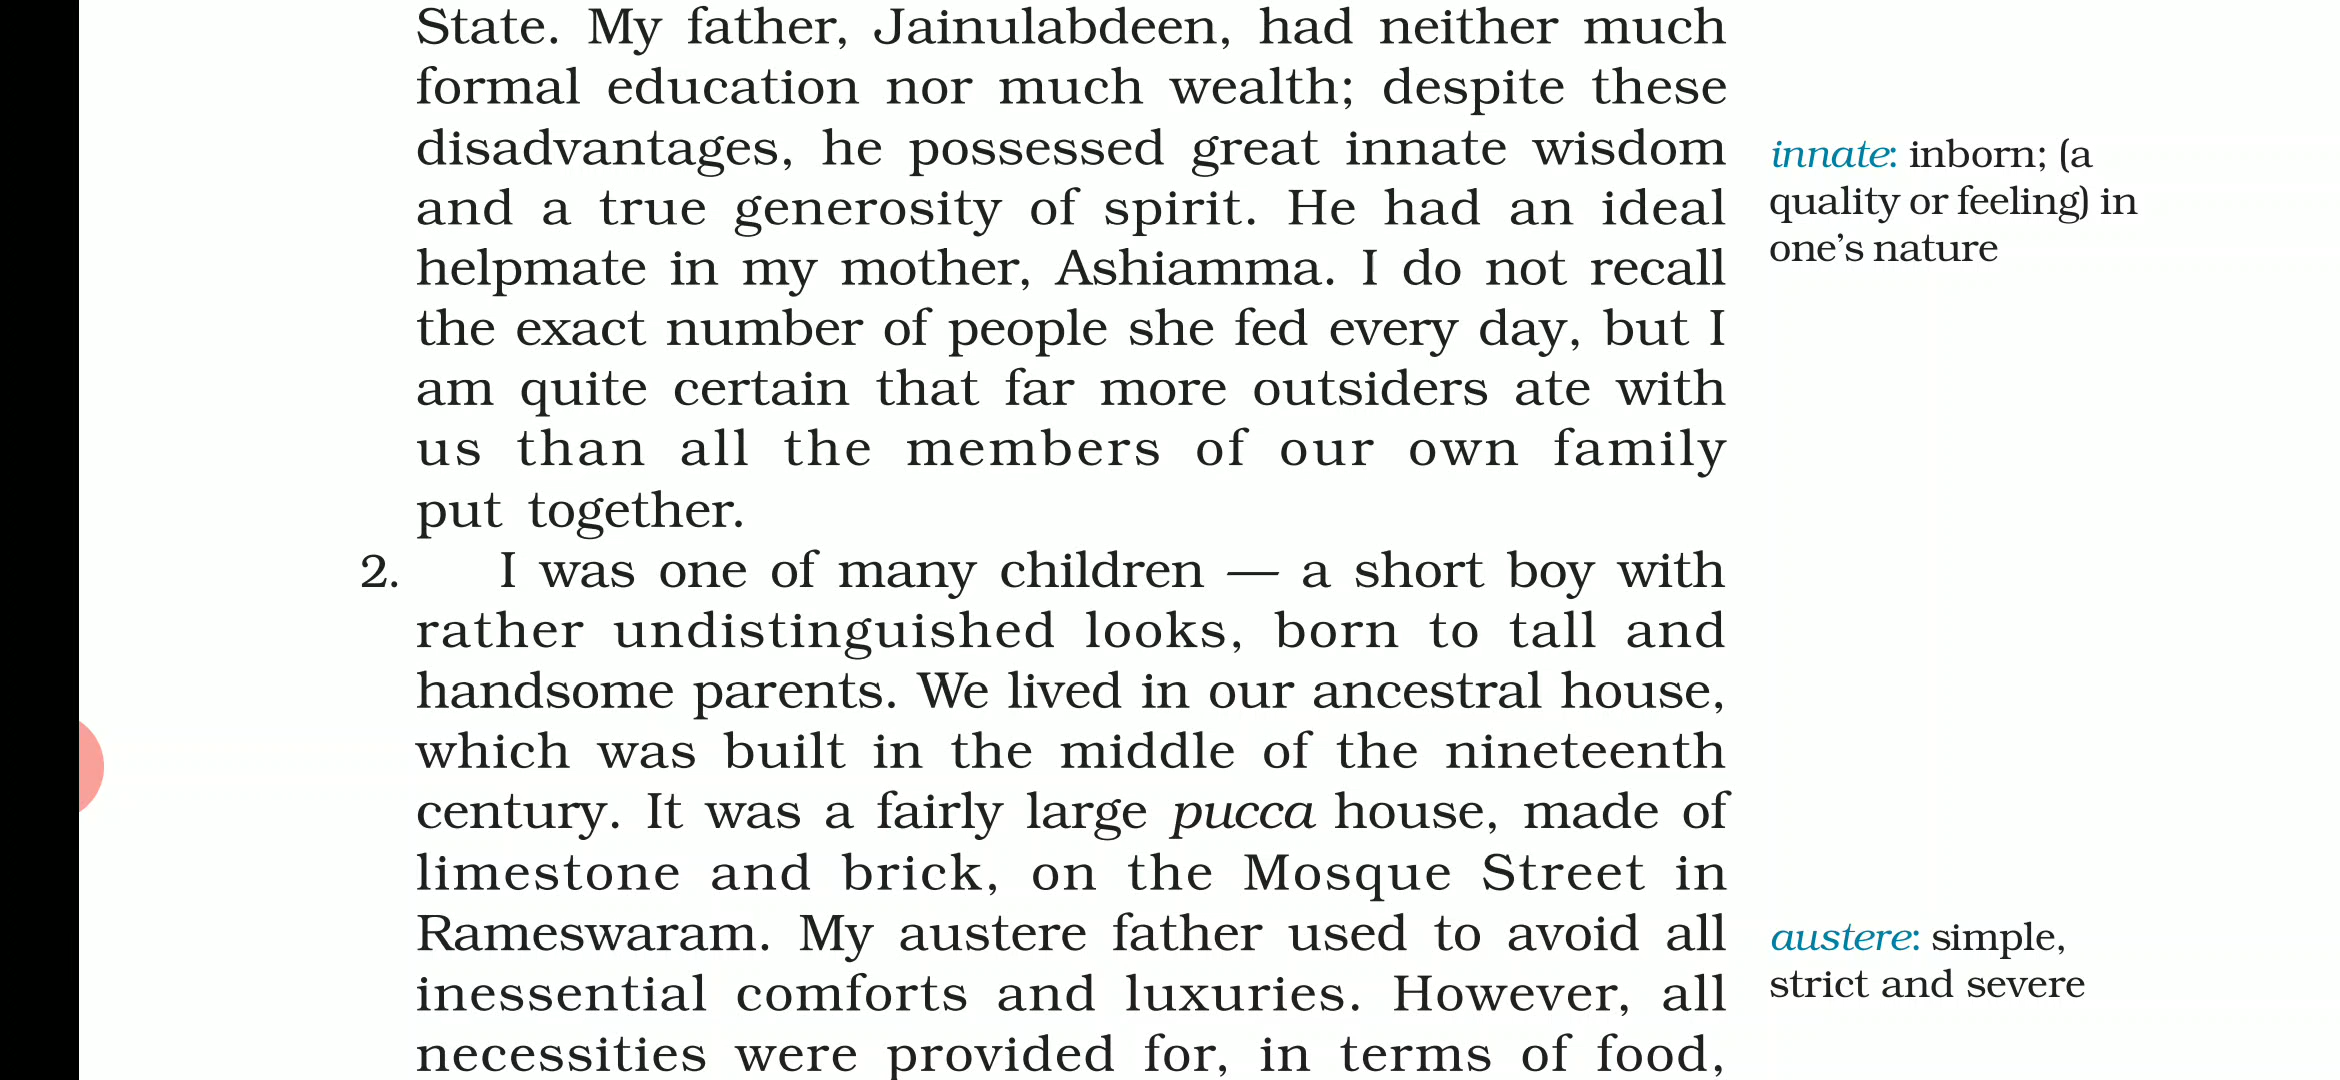 State. My father, Jainulabdeen, had neither much
formal education nor much wealth; despite these
disadvantages, he possessed great innate wisdom
and a true generosity of spirit. He had an ideal
helpmate in my mother, Ashiamma. I do not recall
the exact number of people she fed every day, but I
am quite certain that far more outsiders ate with
us than all the members of our own family
put together.
2. I was one of many children — a short boy with
rather undistinguished looks, born to tall and
handsome parents. We lived in our ancestral house,
which was built in the middle of the nineteenth
century. It was a fairly large pucca house, made of
limestone and brick, on the Mosque Street in
Rameswaram. My austere father used to avoid all
inessential comforts and luxuries. However, all
necessities were provided for, in terms of food,
innate: inborn; (a
quality or feeling) in
one's nature
austere: simple,
strict and severe